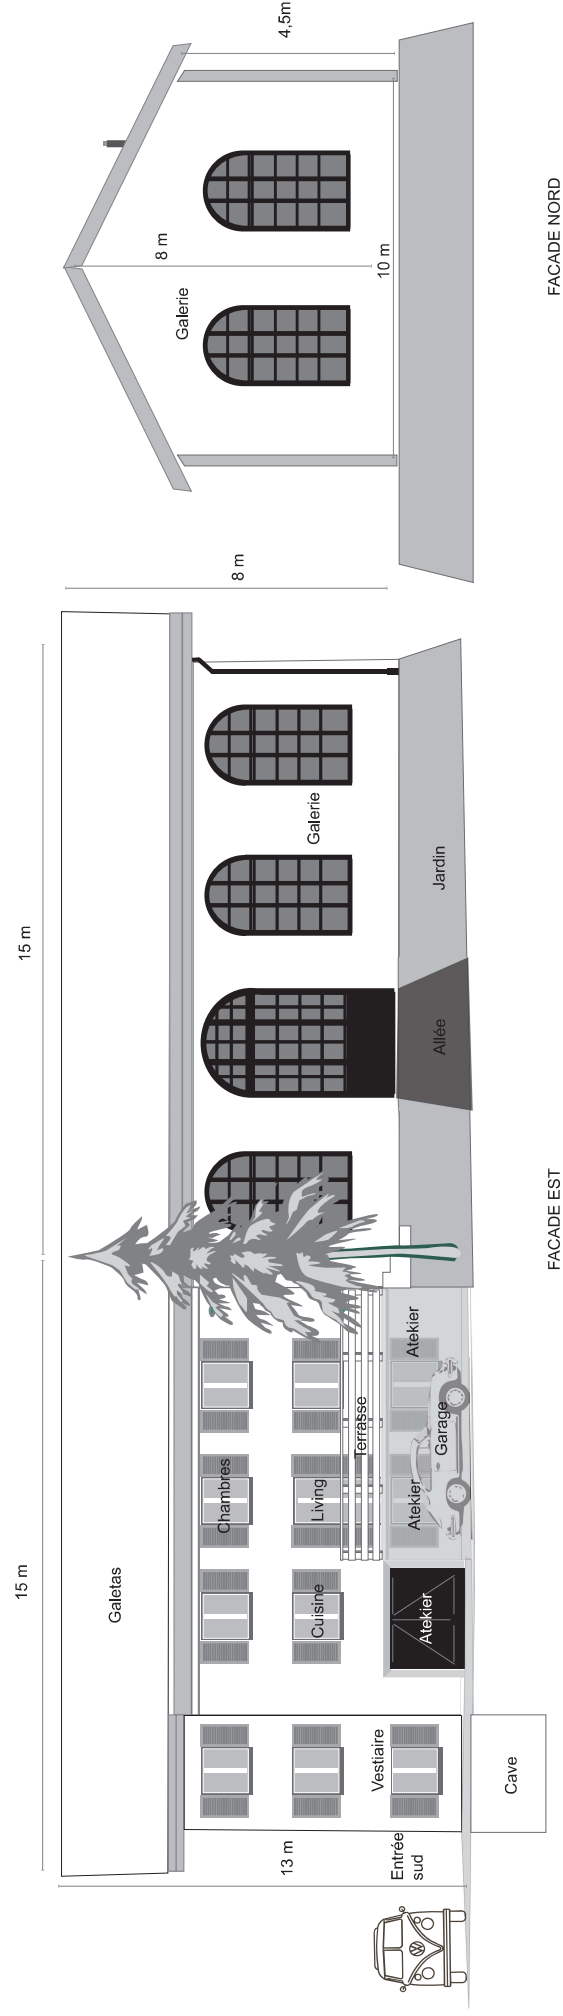 15 m
15 m
8 m
13 m
Galetas
Chambres
Cuisine
Living
Terrasse
Vestiaire
Entrée
sud
Atekier
Atekier
Atekier
Garage
Cave
Galerie
Allée
Jardin
FACADE EST
4,5m
8 m
10 m
Galerie
FACADE NORD